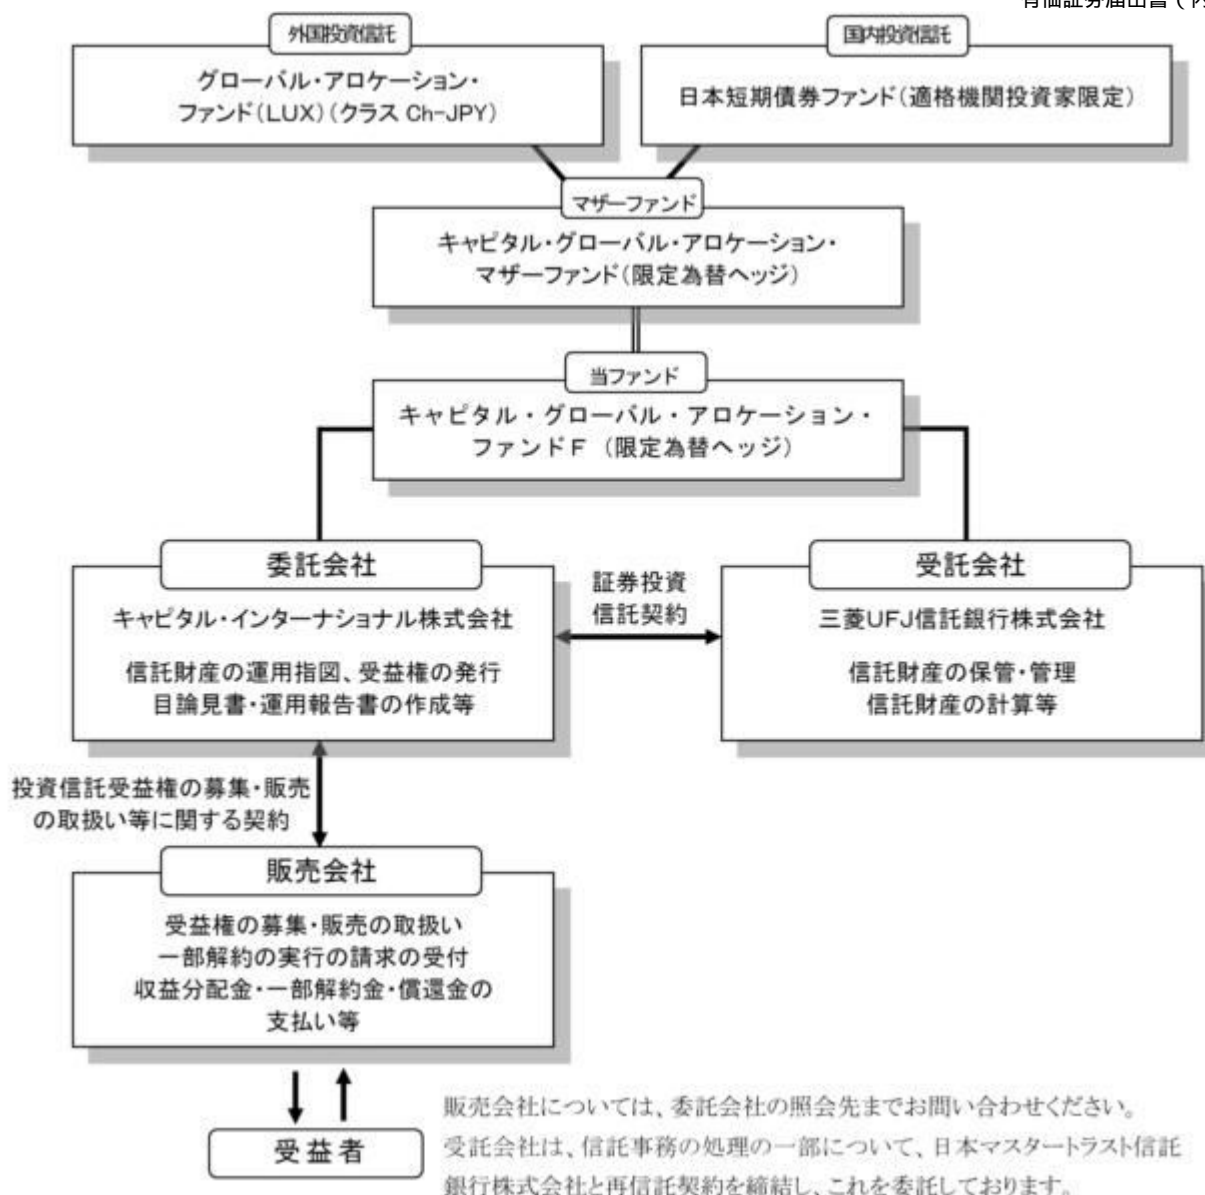 有価証券届出書(内
外国投資信託
グローバル・アロケーション・
ファンド(LUX)(クラス Ch-JPY)
国内投資信託
日本短期債券ファンド(適格機関投資家限定)
マザーファンド
キャピタル・グローバル・アロケーション・
マザーファンド(限定為替ヘッジ)
当ファンド
キャピタル・グローバル・アロケーション・
ファンドF (限定為替ヘッジ)
委託会社
キャピタル・インターナショナル株式会社
信託財産の運用指図、受益権の発行
目論見書・運用報告書の作成等
証券投資
信託契約
受託会社
三菱UFJ信託銀行株式会社
信託財産の保管・管理
信託財産の計算等
投資信託受益権の募集・販売
の取扱い等に関する契約
販売会社
受益権の募集・販売の取扱い
一部解約の実行の請求の受付
収益分配金・一部解約金・償還金の
支払い等
受益者
販売会社については、委託会社の照会先までお問い合わせください。
受託会社は、信託事務の処理の一部について、日本マスタートラスト信託
銀行株式会社と再信託契約を締結し、これを委託しております。